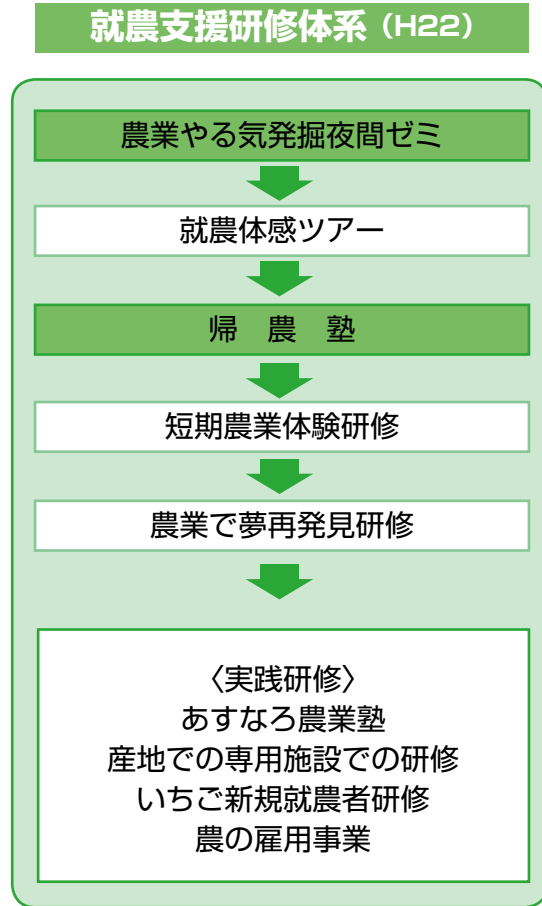 就農支援研修体系（H22）
農業やる気発掘夜間ゼミ
就農体感ツアー
帰　農　塾
短期農業体験研修
農業で夢再発見研修
〈実践研修〉
あすなろ農業塾
産地での専用施設での研修
いちご新規就農者研修
農の雇用事業